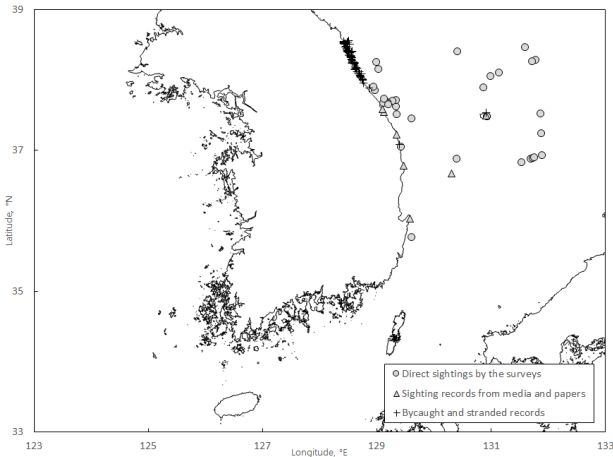 39
37
35
33
Latitude, °N
Direct sightings by the surveys
Sighting records from media and papers
Bycaught and stranded records
123
125
127
129
131
133
Longitude, °E